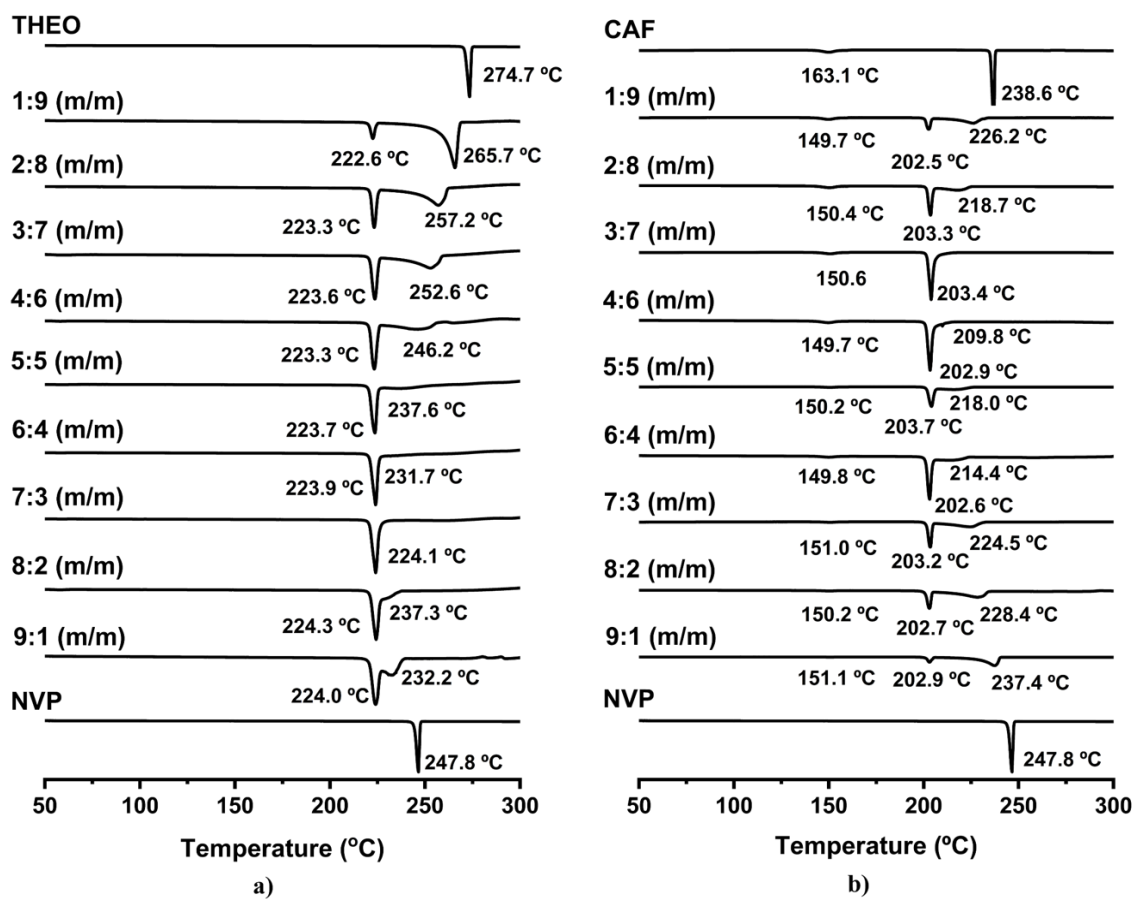 THEO
274.7 ºC
1:9 (m/m)
222.6 ºC
265.7 ºC
2:8 (m/m)
223.3 ºC
257.2 ºC
3:7 (m/m)
223.6 ºC
252.6 ºC
4:6 (m/m)
223.3 ºC
246.2 ºC
5:5 (m/m)
223.7 ºC
237.6 ºC
6:4 (m/m)
223.9 ºC
231.7 ºC
7:3 (m/m)
224.1 ºC
8:2 (m/m)
224.3 ºC
237.3 ºC
9:1 (m/m)
224.0 ºC
232.2 ºC
NVP
247.8 ºC
50 100 150 200 250 300
Temperature (ºC)
a)
CAF
163.1 ºC
238.6 ºC
1:9 (m/m)
149.7 ºC
202.5 ºC
226.2 ºC
2:8 (m/m)
150.4 ºC
203.3 ºC
218.7 ºC
3:7 (m/m)
150.6
203.4 ºC
4:6 (m/m)
149.7 ºC
209.8 ºC
202.9 ºC
5:5 (m/m)
150.2 ºC
218.0 ºC
203.7 ºC
6:4 (m/m)
149.8 ºC
214.4 ºC
202.6 ºC
7:3 (m/m)
151.0 ºC
203.2 ºC
224.5 ºC
8:2 (m/m)
150.2 ºC
202.7 ºC
228.4 ºC
9:1 (m/m)
151.1 ºC
202.9 ºC
237.4 ºC
NVP
247.8 ºC
50 100 150 200 250 300
Temperature (ºC)
b)